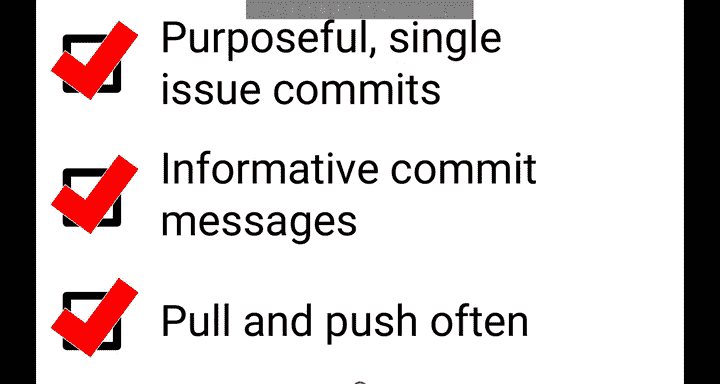 Purposeful, single
issue commits
Informative commit
messages
Pull and push often